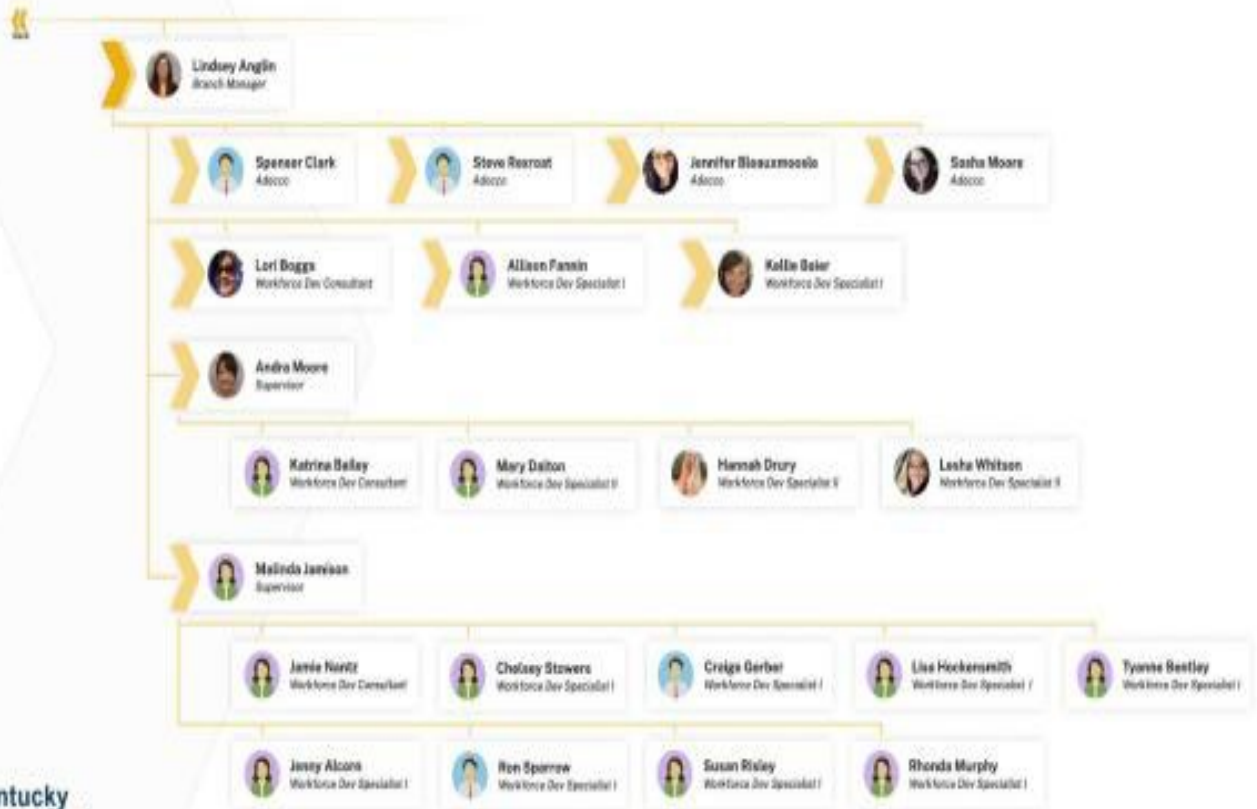 Lindsey Anglin
Branch Manager
Spencer Clark
Adecco
Steve Rexroat
Adecco
Jennifer
Adecco
Sasha Moore
Adecco
Lori Boggs
Workforce Dev Consultant
Allison Fannin
Workforce Dev Specialist I
Kellie Baier
Workforce Dev Specialist I
Andra Moore
Supervisor
Katrina Bailey
Workforce Dev Consultant
Mary Dalton
Workforce Dev Specialist II
Hannah Drury
Workforce Dev Specialist II
Lesha Whitson
Workforce Dev Specialist II
Malinda Jamison
Supervisor
Jamie Nantz
Workforce Dev Consultant
Chelsey Stowers
Workforce Dev Specialist I
Craige Gerber
Workforce Dev Specialist I
Lisa Hockensmith
Workforce Dev Specialist I
Tyanne Bentley
Workforce Dev Specialist I
Jenny Alcorn
Workforce Dev Specialist I
Ron Sparrow
Workforce Dev Specialist I
Susan Risley
Workforce Dev Specialist I
Rhonda Murphy
Workforce Dev Specialist I
ntucky